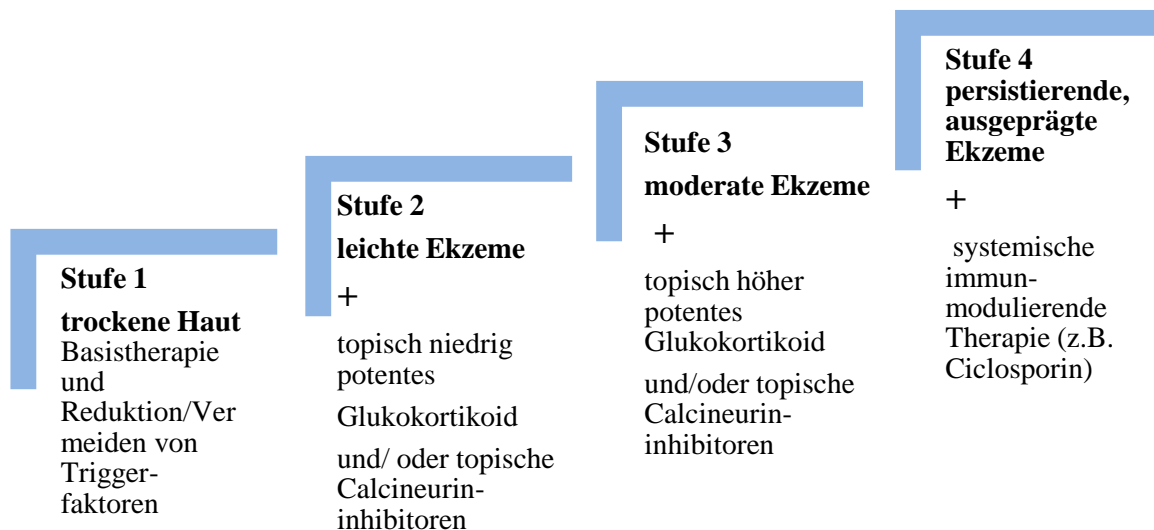 Stufe 1
trockene Haut
Basistherapie
und
Reduktion/Ver
meiden von
Trigger-
faktoren
Stufe 2
leichte Ekzeme
+
topisch niedrig
potentes
Glukokortikoid
und/ oder topische
Calcineurin-
inhibitoren
Stufe 3
moderate Ekzeme
+
topisch höher
potentes
Glukokortikoid
und/oder topische
Calcineurin-
inhibitoren
Stufe 4
persistierende,
ausgeprägte
Ekzeme
+
systemische
immun-
modulierende
Therapie (z.B.
Ciclosporin)